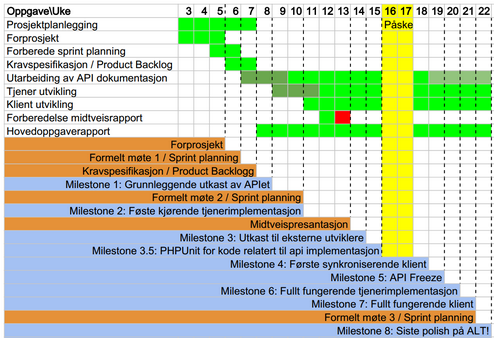 Oppgave\Uke 3 4 5 6 7 8 9 10 11 12 13 14 15 16 17 18 19 20 21 22
Prosjektplanlegging Påske
Forprosjekt
Forberede sprint planning
Kravspesifikasjon / Product Backlog
Utarbeiding av API dokumentasjon
Tjener utvikling
Klient utvikling
Forberedelse midtveisrapport
Hovedoppgaverapport
Forprosjekt
Formelt møte 1 / Sprint planning
Kravspesifikasjon / Product Backlogg
Milestone 1: Grunnleggende utkast av APIet
Formelt møte 2 / Sprint planning
Milestone 2: Føste kjørende tjenerimplementasjon
Midtveispresantasjon
Milestone 3: Utkast til eksterne utviklere
Milestone 3.5: PHPUnit for kode relatert til api implementasjon
Milestone 4: Første synkroniserende klient
Milestone 5: API Freeze
Milestone 6: Fullt fungerende tjenerimplementasjon
Milestone 7: Fullt fungerende klient
Formelt møte 3 / Sprint planning
Milestone 8: Siste polish på ALT!